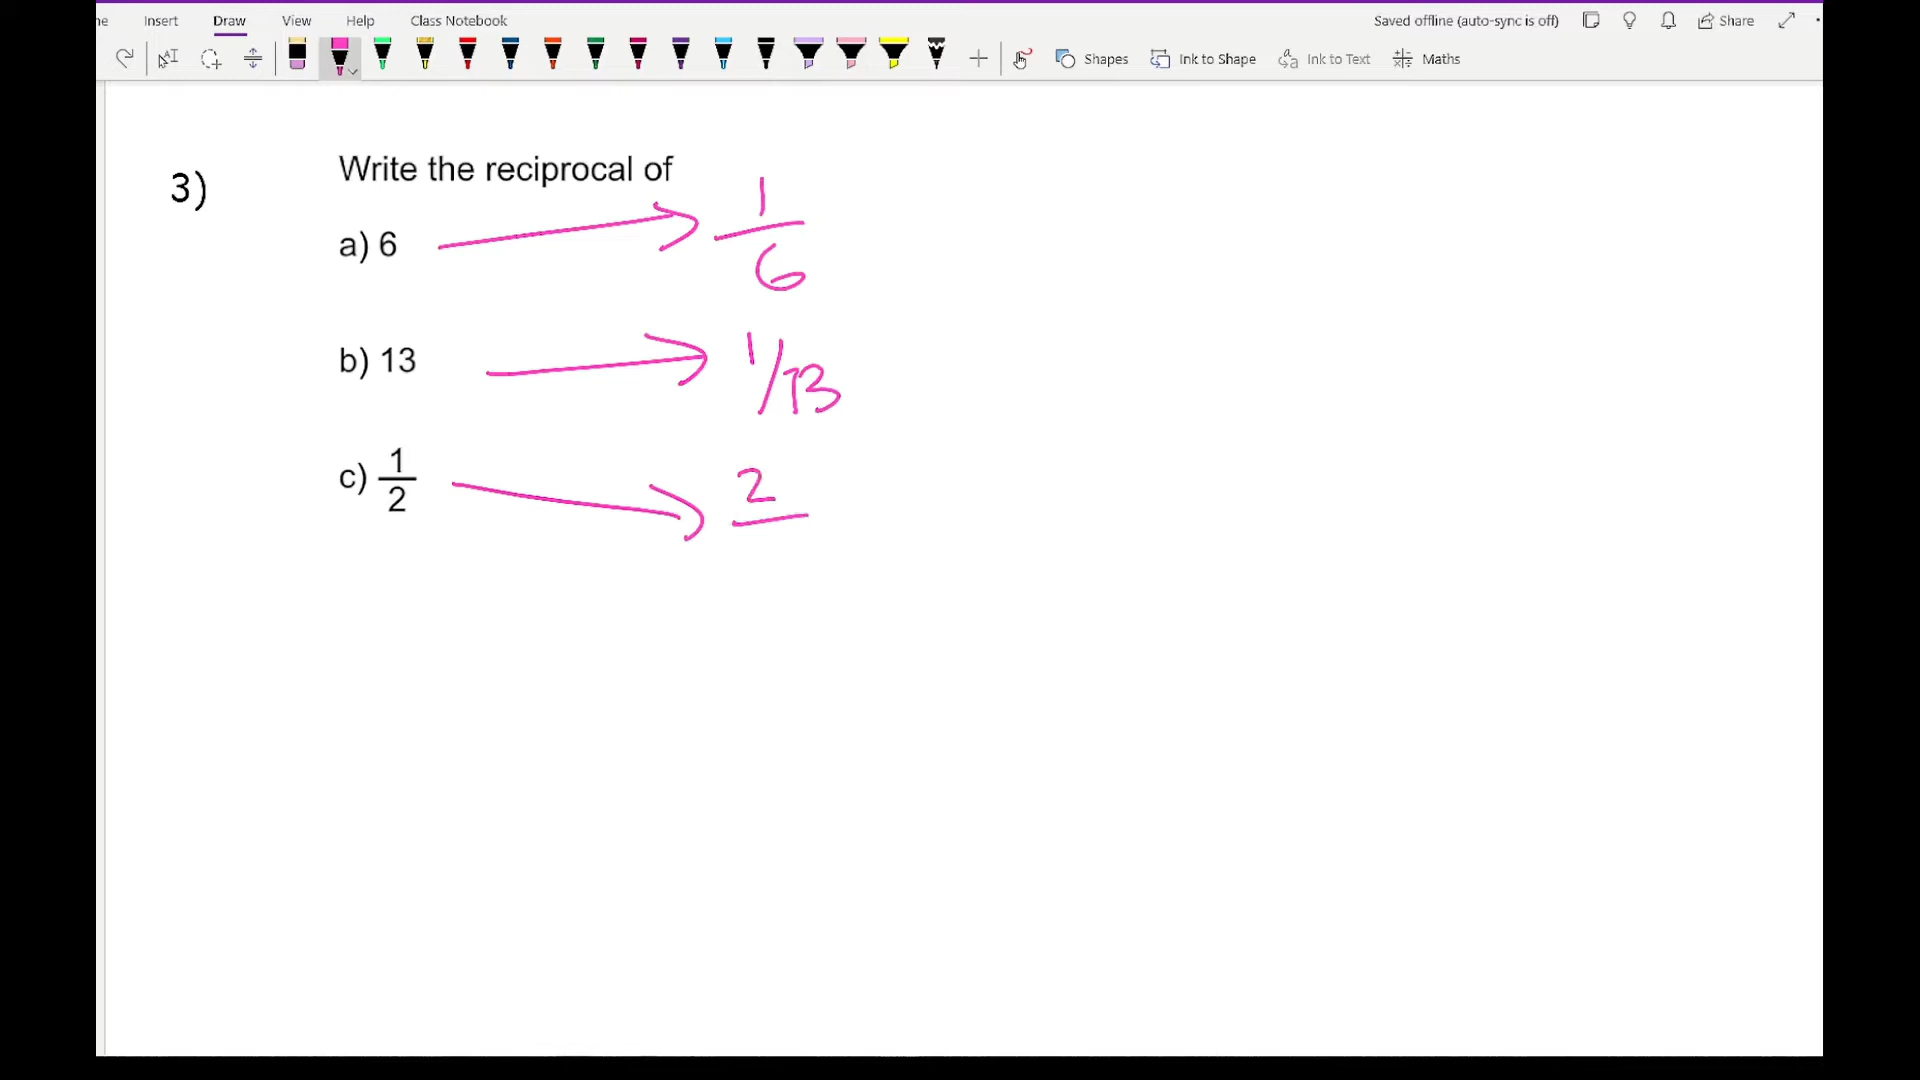 ne Insert Draw View Help Class Notebook Saved offline (auto-sync is off) Share
Shapes Ink to Shape Ink to Text Maths
3) Write the reciprocal of
a) 6 1/6
b) 13 1/13
c) 1/2 2